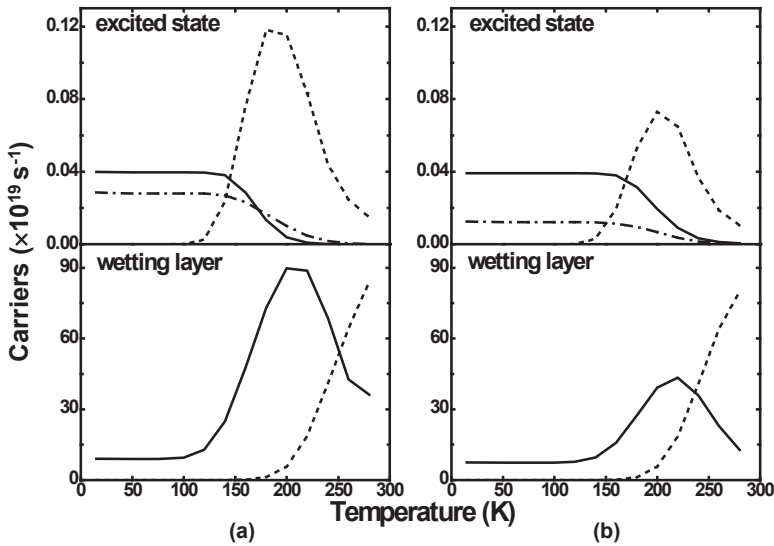 excited state
excited state
0.12
0.12
0.08
0.08
0.04
0.04
0.00
0.00
Carriers (×10¹⁹ s⁻¹)
wetting layer
wetting layer
90
90
60
60
30
30
0
0
0 50 100 150 200 250 300
0 50 100 150 200 250 300
Temperature (K)
(a)
(b)